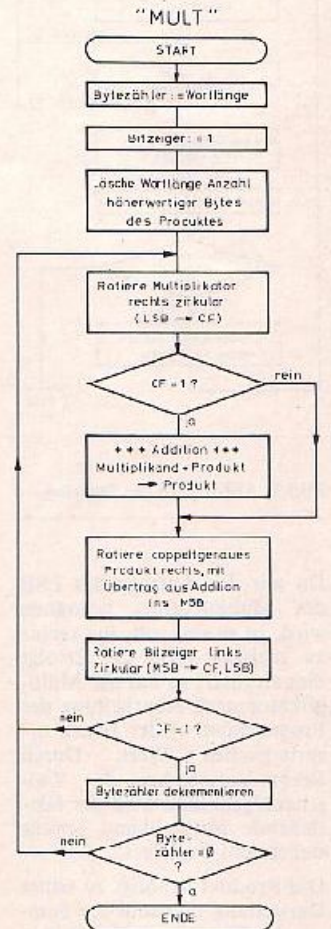 "MULT"
START
Bytezähler := Wortlänge
Bitzeiger := 1
Lösche Wortlänge Anzahl
höherwertiger Bytes
des Produktes
Rotiere Multiplikator
rechts zirkular
(LSB → CF)
CF = 1 ?
nein
ja
*** Addition ***
Multiplikand + Produkt
→ Produkt
Rotiere doppeltgenaues
Produkt rechts, mit
Übertrag aus Addition
ins MSB
Rotiere Bitzeiger links
Zirkular (MSB → CF, LSB)
nein
CF = 1 ?
ja
Bytezähler dekrementieren
nein
Byte-
zähler = Ø
?
ja
ENDE